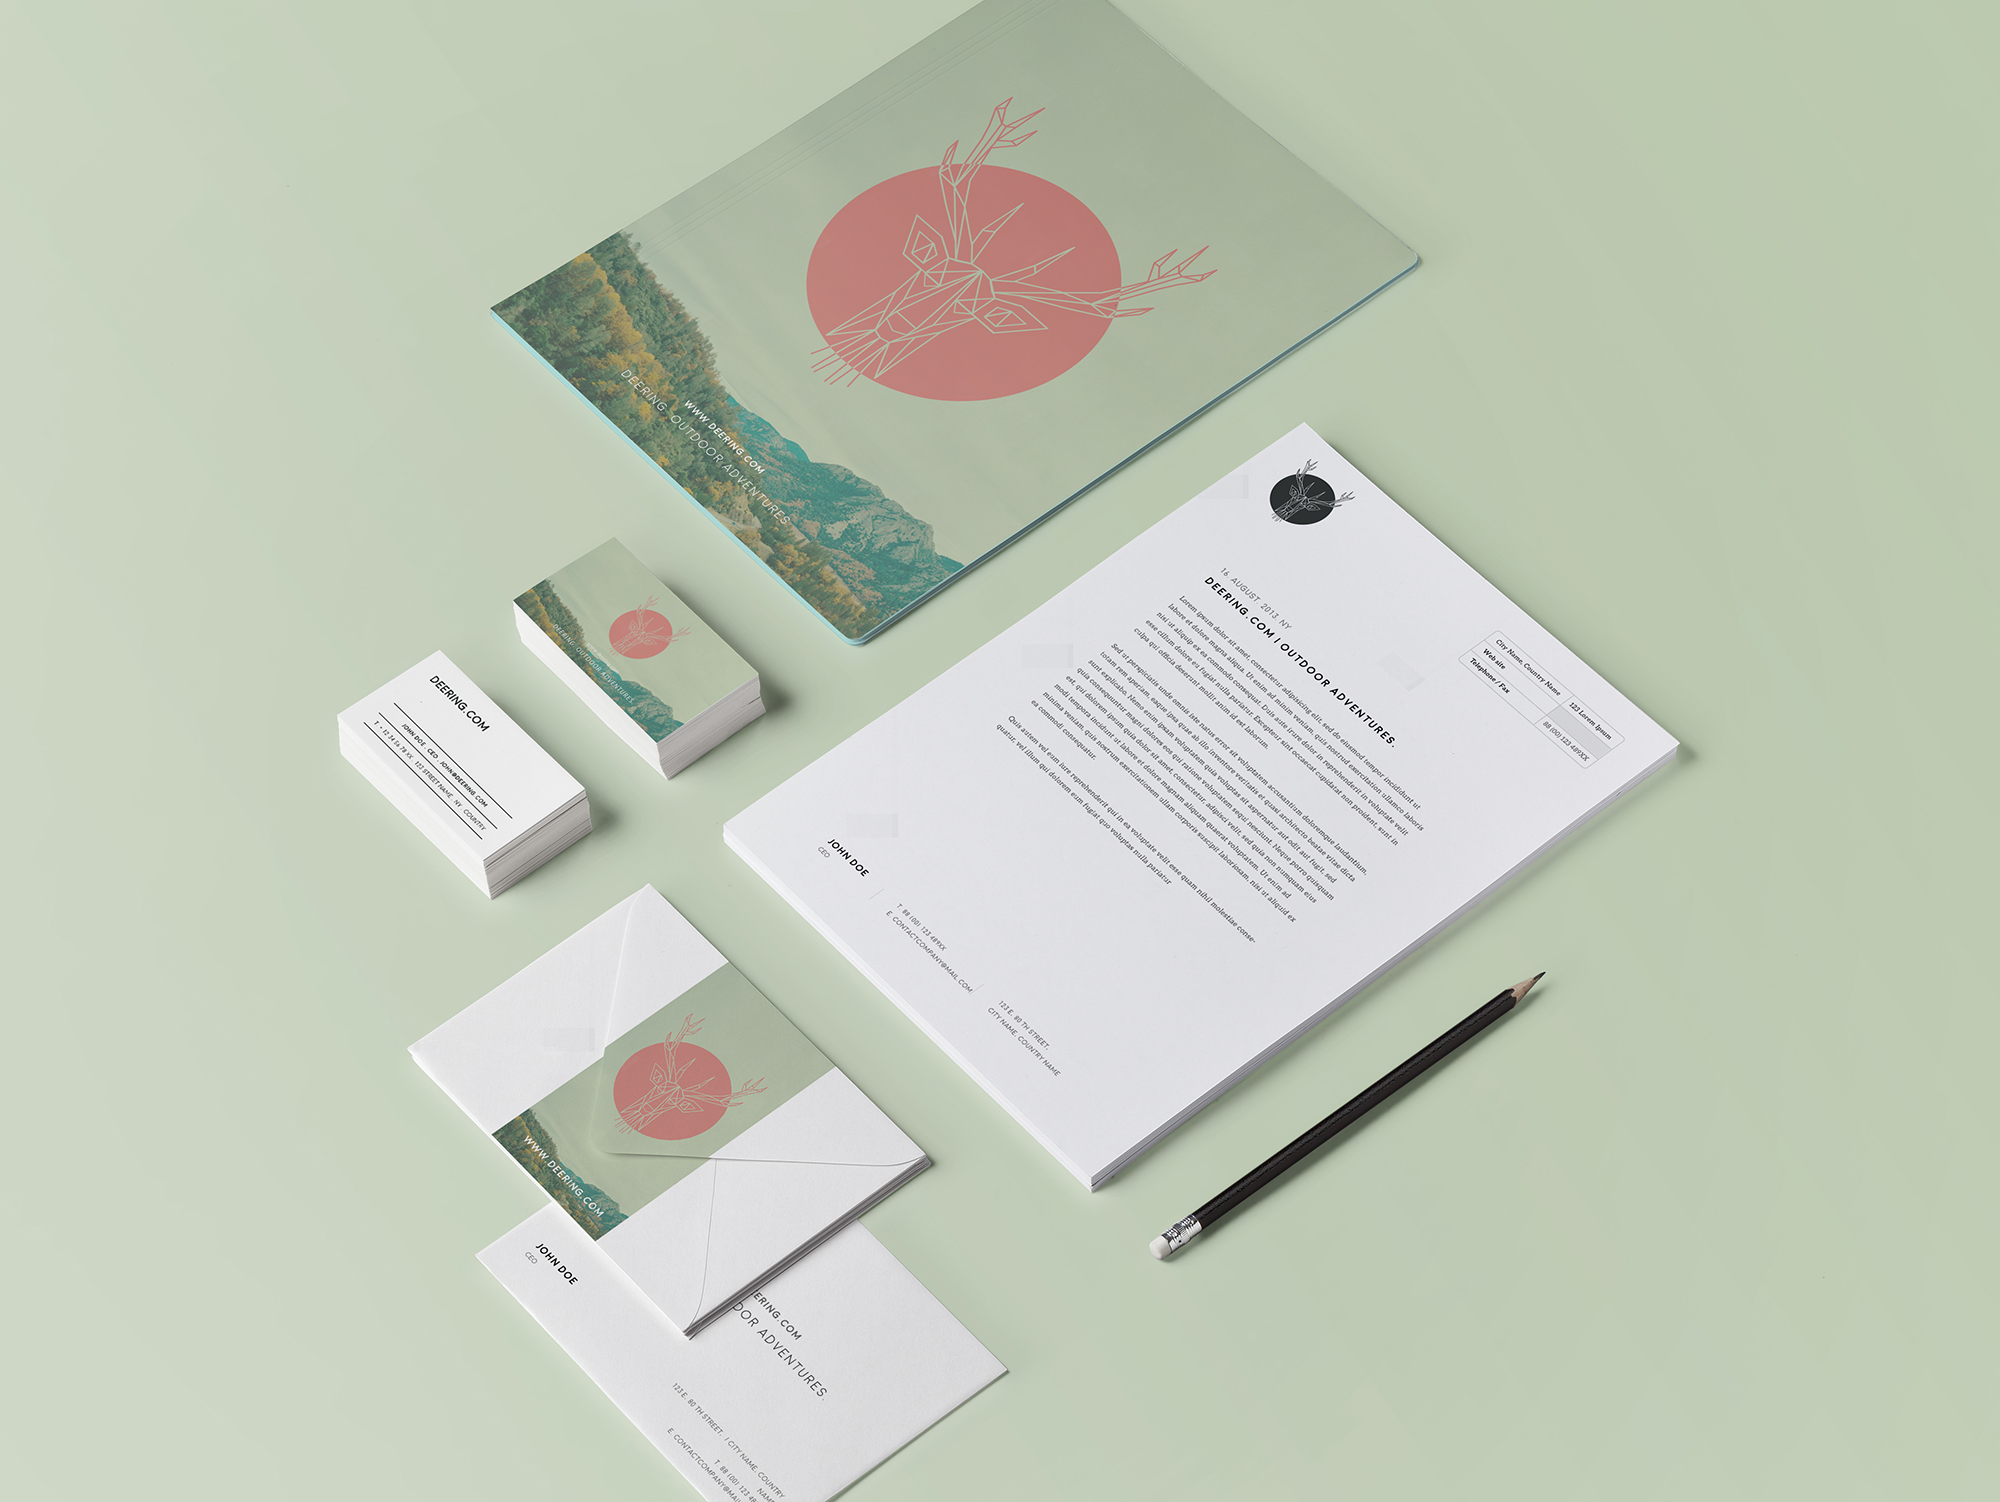 WWW.DEERING.COM
DEERING. OUTDOOR ADVENTURES.
DEERING. OUTDOOR ADVENTURES.
DEERING.COM
JOHN DOE . CEO . JOHN@DEERING.COM
T + 12 34 56 78 XX . 123 STREET NAME . NY . COUNTRY
16 AUGUST 2013 NY
DEERING.COM I OUTDOOR ADVENTURES.
Lorem ipsum dolor sit amet, consectetur adipisicing elit, sed do eiusmod tempor incididunt ut
labore et dolore magna aliqua. Ut enim ad minim veniam, quis nostrud exercitation ullamco laboris
nisi ut aliquip ex ea commodo consequat. Duis aute irure dolor in reprehenderit in voluptate velit
esse cillum dolore eu fugiat nulla pariatur. Excepteur sint occaecat cupidatat non proident, sunt in
culpa qui officia deserunt mollit anim id est laborum.
Sed ut perspiciatis unde omnis iste natus error sit voluptatem accusantium doloremque laudantium,
totam rem aperiam, eaque ipsa quae ab illo inventore veritatis et quasi architecto beatae vitae dicta
sunt explicabo. Nemo enim ipsam voluptatem quia voluptas sit aspernatur aut odit aut fugit, sed
quia consequuntur magni dolores eos qui ratione voluptatem sequi nesciunt. Neque porro quisquam
est, qui dolorem ipsum quia dolor sit amet, consectetur, adipisci velit, sed quia non numquam eius
modi tempora incidunt ut labore et dolore magnam aliquam quaerat voluptatem. Ut enim ad
minima veniam, quis nostrum exercitationem ullam corporis suscipit laboriosam, nisi ut aliquid ex
ea commodi consequatur.
Quis autem vel eum iure reprehenderit qui in ea voluptate velit esse quam nihil molestiae conse-
quatur, vel illum qui dolorem eum fugiat quo voluptas nulla pariatur
City Name, Country Name
Web site
Telephone / Fax
123 Lorem Ipsum
88 (00) 123 489XX
JOHN DOE
CEO
T. 88 (00) 123 489XX
E. CONTACTCOMPANY@MAIL.COM
123 E. 80 TH STREET,
CITY NAME, COUNTRY NAME
WWW.DEERING.COM
JOHN DOE
CEO
ERING.COM
DOOR ADVENTURES.
123 E. 80 TH STREET, / CITY NAME, COUNTRY
NAM
T. 88 (00) 123 48
E. CONTACTCOMPANY@MAI